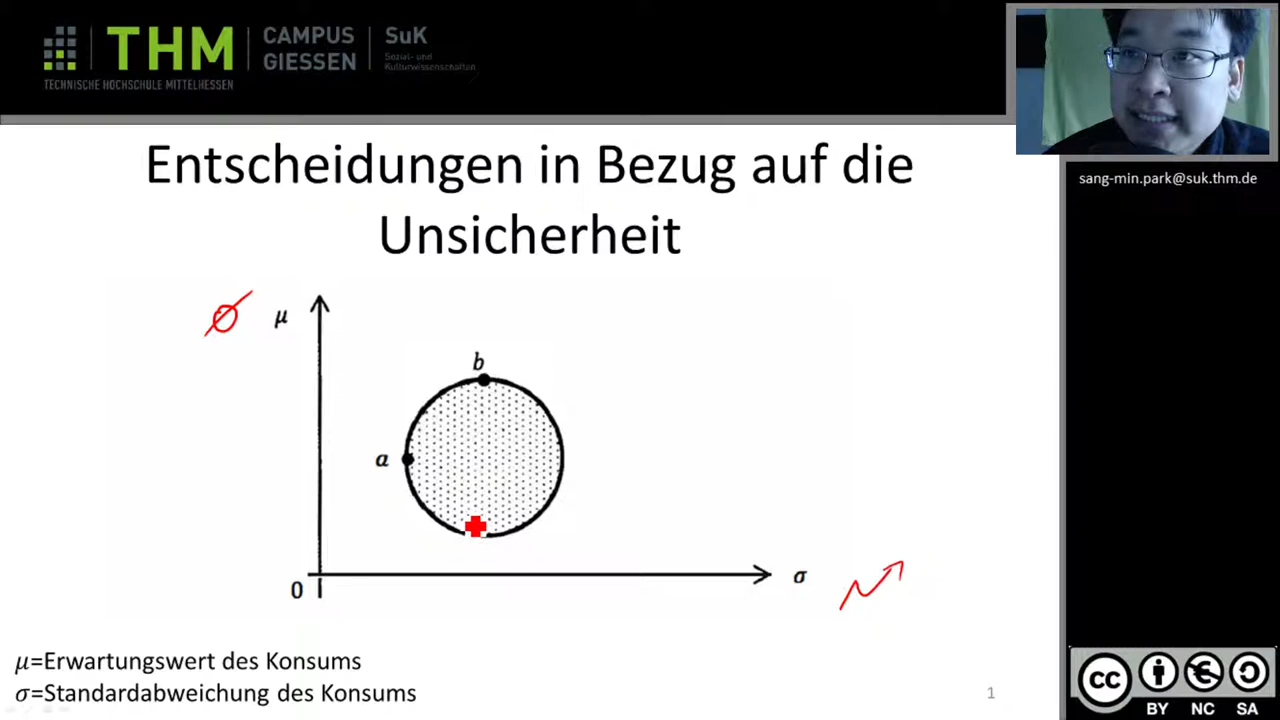 THM
CAMPUS
GIESSEN
SuK
Sozial- und
Kulturwissenschaften
TECHNISCHE HOCHSCHULE MITTELHESSEN
sang-min.park@suk.thm.de
Entscheidungen in Bezug auf die
Unsicherheit
Ø
μ
b
a
0
σ
μ=Erwartungswert des Konsums
σ=Standardabweichung des Konsums
1
CC
BY NC SA